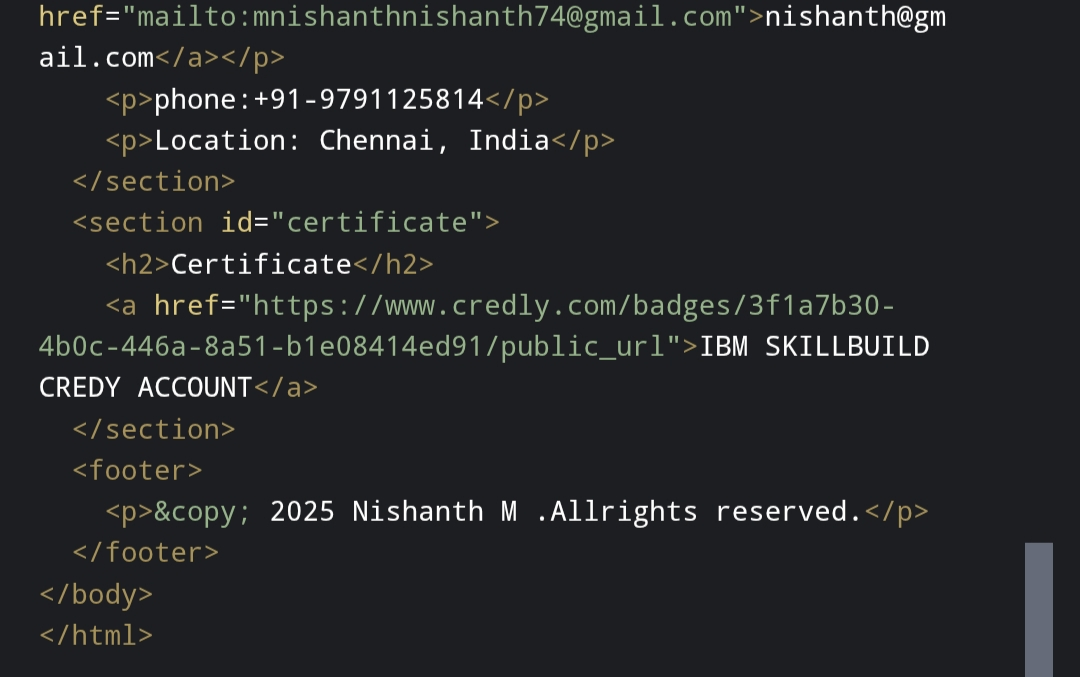 href="mailto:mnishanthnishanth74@gmail.com">nishanth@gm
ail.com</a></p>
    <p>phone:+91-9791125814</p>
    <p>Location: Chennai, India</p>
  </section>
  <section id="certificate">
    <h2>Certificate</h2>
    <a href="https://www.credly.com/badges/3f1a7b30-
4b0c-446a-8a51-b1e08414ed91/public_url">IBM SKILLBUILD
CREDY ACCOUNT</a>
  </section>
  <footer>
    <p>&copy; 2025 Nishanth M .Allrights reserved.</p>
  </footer>
</body>
</html>